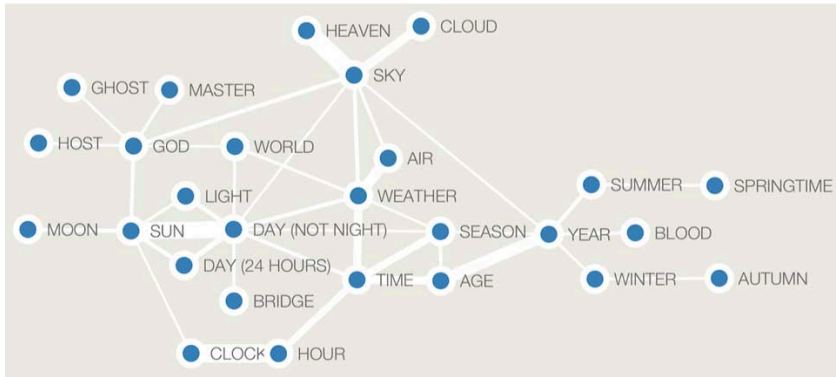 HEAVEN
CLOUD
SKY
GHOST
MASTER
HOST
GOD
WORLD
AIR
LIGHT
WEATHER
SUMMER
SPRINGTIME
MOON
SUN
DAY (NOT NIGHT)
SEASON
YEAR
BLOOD
DAY (24 HOURS)
TIME
AGE
WINTER
AUTUMN
BRIDGE
CLOCK
HOUR